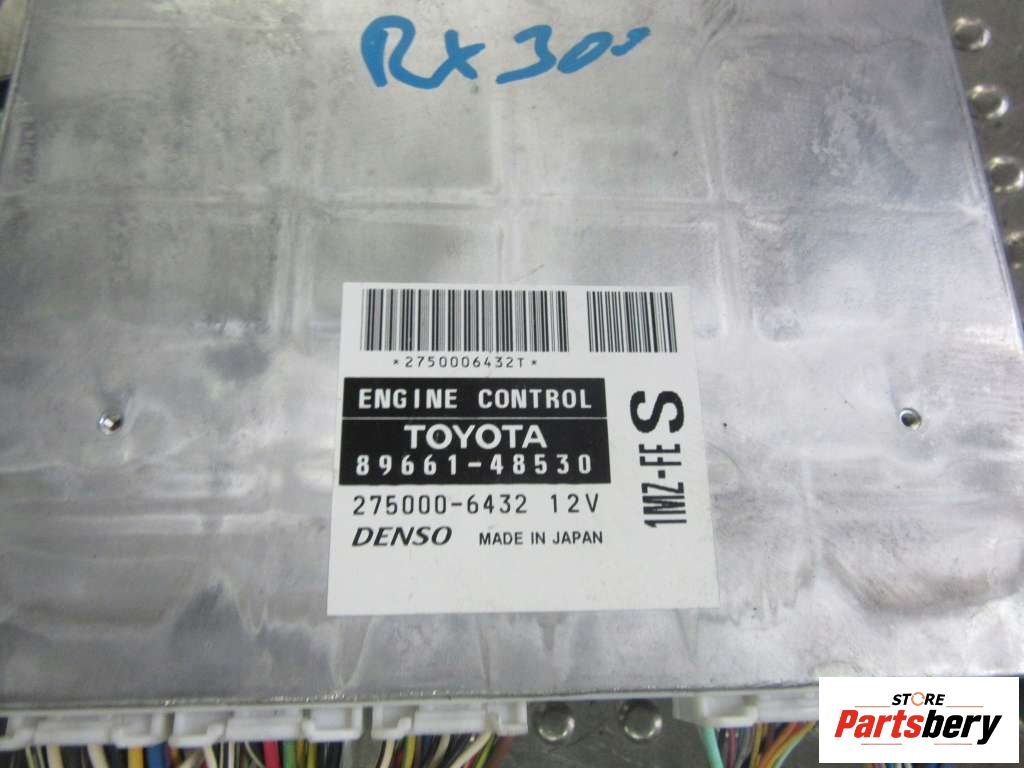 RX300
*2750006432T*
ENGINE CONTROL
TOYOTA
89661-48530
275000-6432 12V
DENSO MADE IN JAPAN
1MZ-FE S
STORE
Partsbery